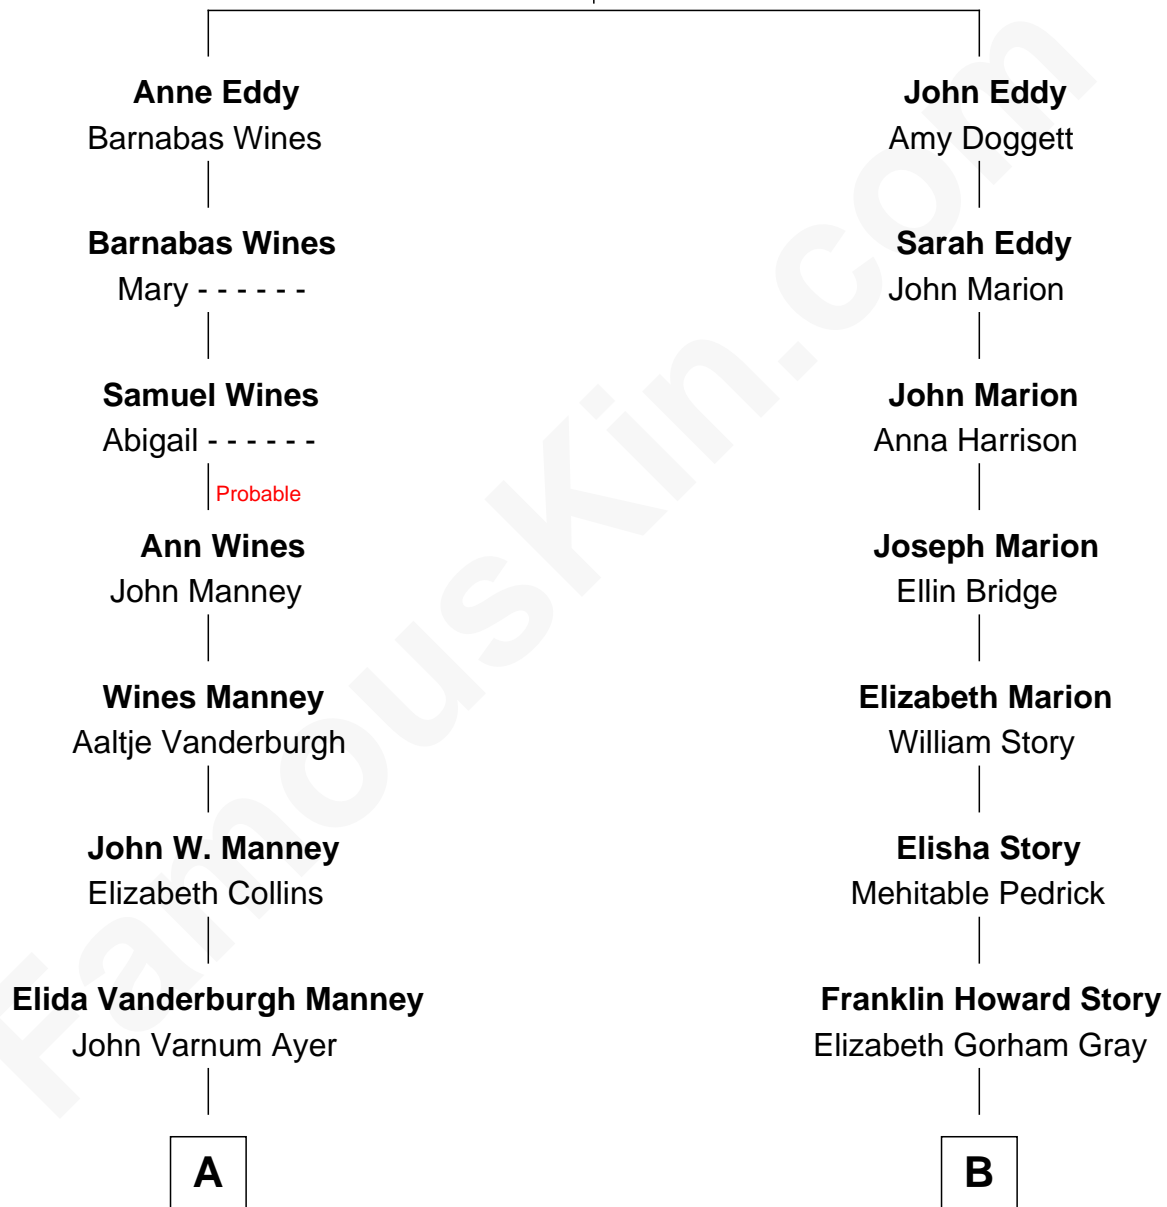 Anne Eddy
Barnabas Wines
Barnabas Wines
Mary - - - - - -
Samuel Wines
Abigail - - - - - -
Probable
Ann Wines
John Manney
Wines Manney
Aaltje Vanderburgh
John W. Manney
Elizabeth Collins
Elida Vanderburgh Manney
John Varnum Ayer
A
John Eddy
Amy Doggett
Sarah Eddy
John Marion
John Marion
Anna Harrison
Joseph Marion
Ellin Bridge
Elizabeth Marion
William Story
Elisha Story
Mehitable Pedrick
Franklin Howard Story
Elizabeth Gorham Gray
B
FamousKin.com